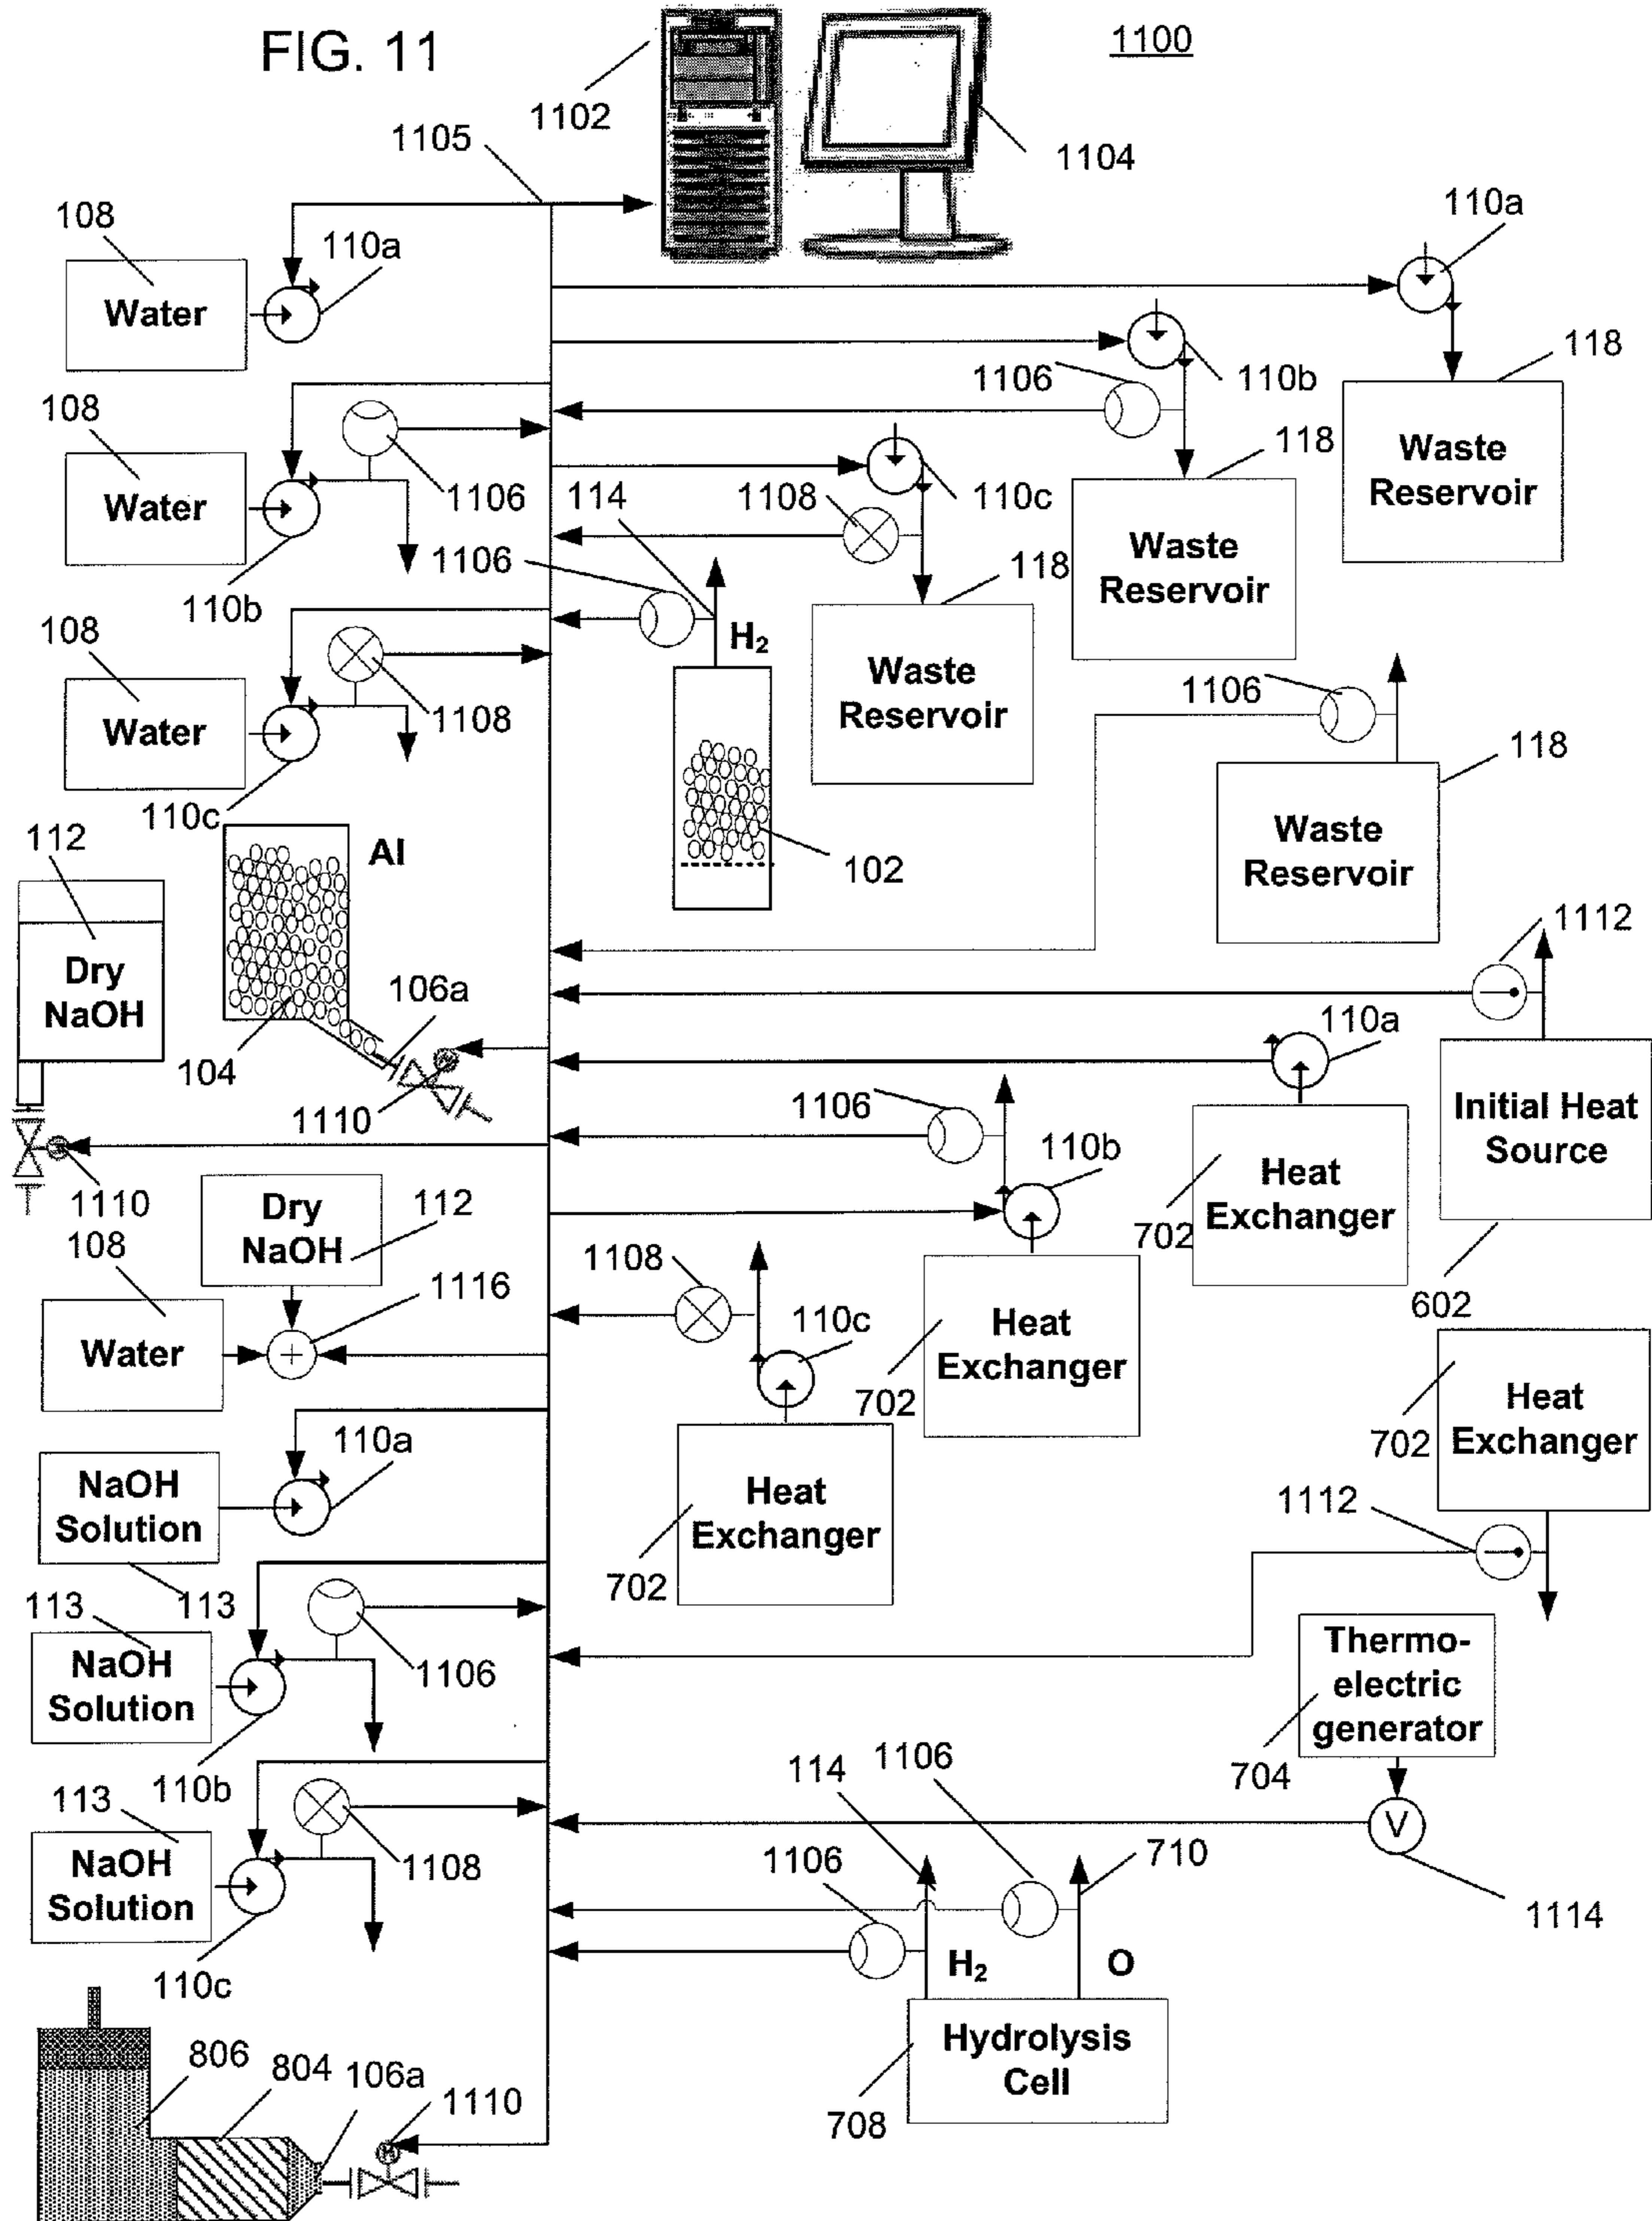 FIG. 11
1100
1102
1104
1105
108
110a
Water
110a
118
Waste
Reservoir
110b
1106
118
Waste
Reservoir
108
Water
1106
110b
110c
1108
118
Waste
Reservoir
114
1106
H₂
102
108
Water
1108
110c
1106
118
Waste
Reservoir
112
Dry
NaOH
Al
104
106a
1110
1110
1112
Initial Heat
Source
602
110a
702
Heat
Exchanger
1106
110b
702
Heat
Exchanger
1108
110c
702
Heat
Exchanger
Dry
NaOH
112
108
Water
1116
+
702
Heat
Exchanger
1112
NaOH
Solution
113
110a
113
NaOH
Solution
1106
110b
Thermo-
electric
generator
704
V
1114
113
NaOH
Solution
1108
110c
114
1106
1106
710
H₂
O
Hydrolysis
Cell
708
806
804
106a
1110
M